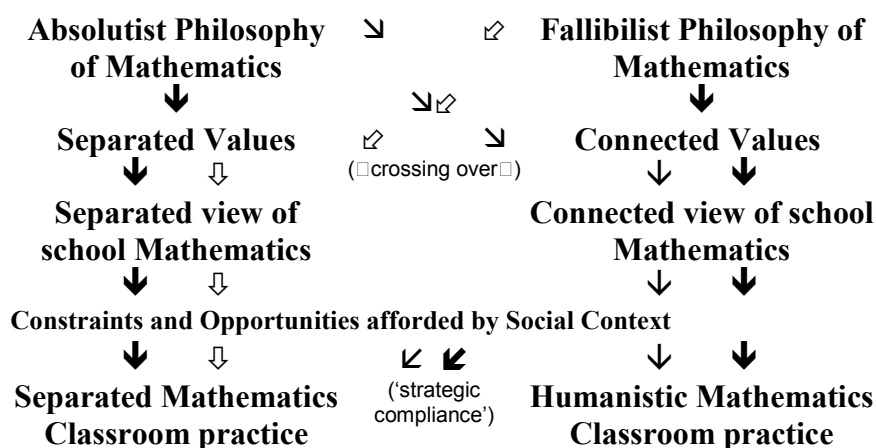 Absolutist Philosophy
of Mathematics
Fallibilist Philosophy of
Mathematics
Separated Values
(□crossing over□)
Connected Values
Separated view of
school Mathematics
Connected view of school
Mathematics
Constraints and Opportunities afforded by Social Context
Separated Mathematics
Classroom practice
(‘strategic
compliance’)
Humanistic Mathematics
Classroom practice